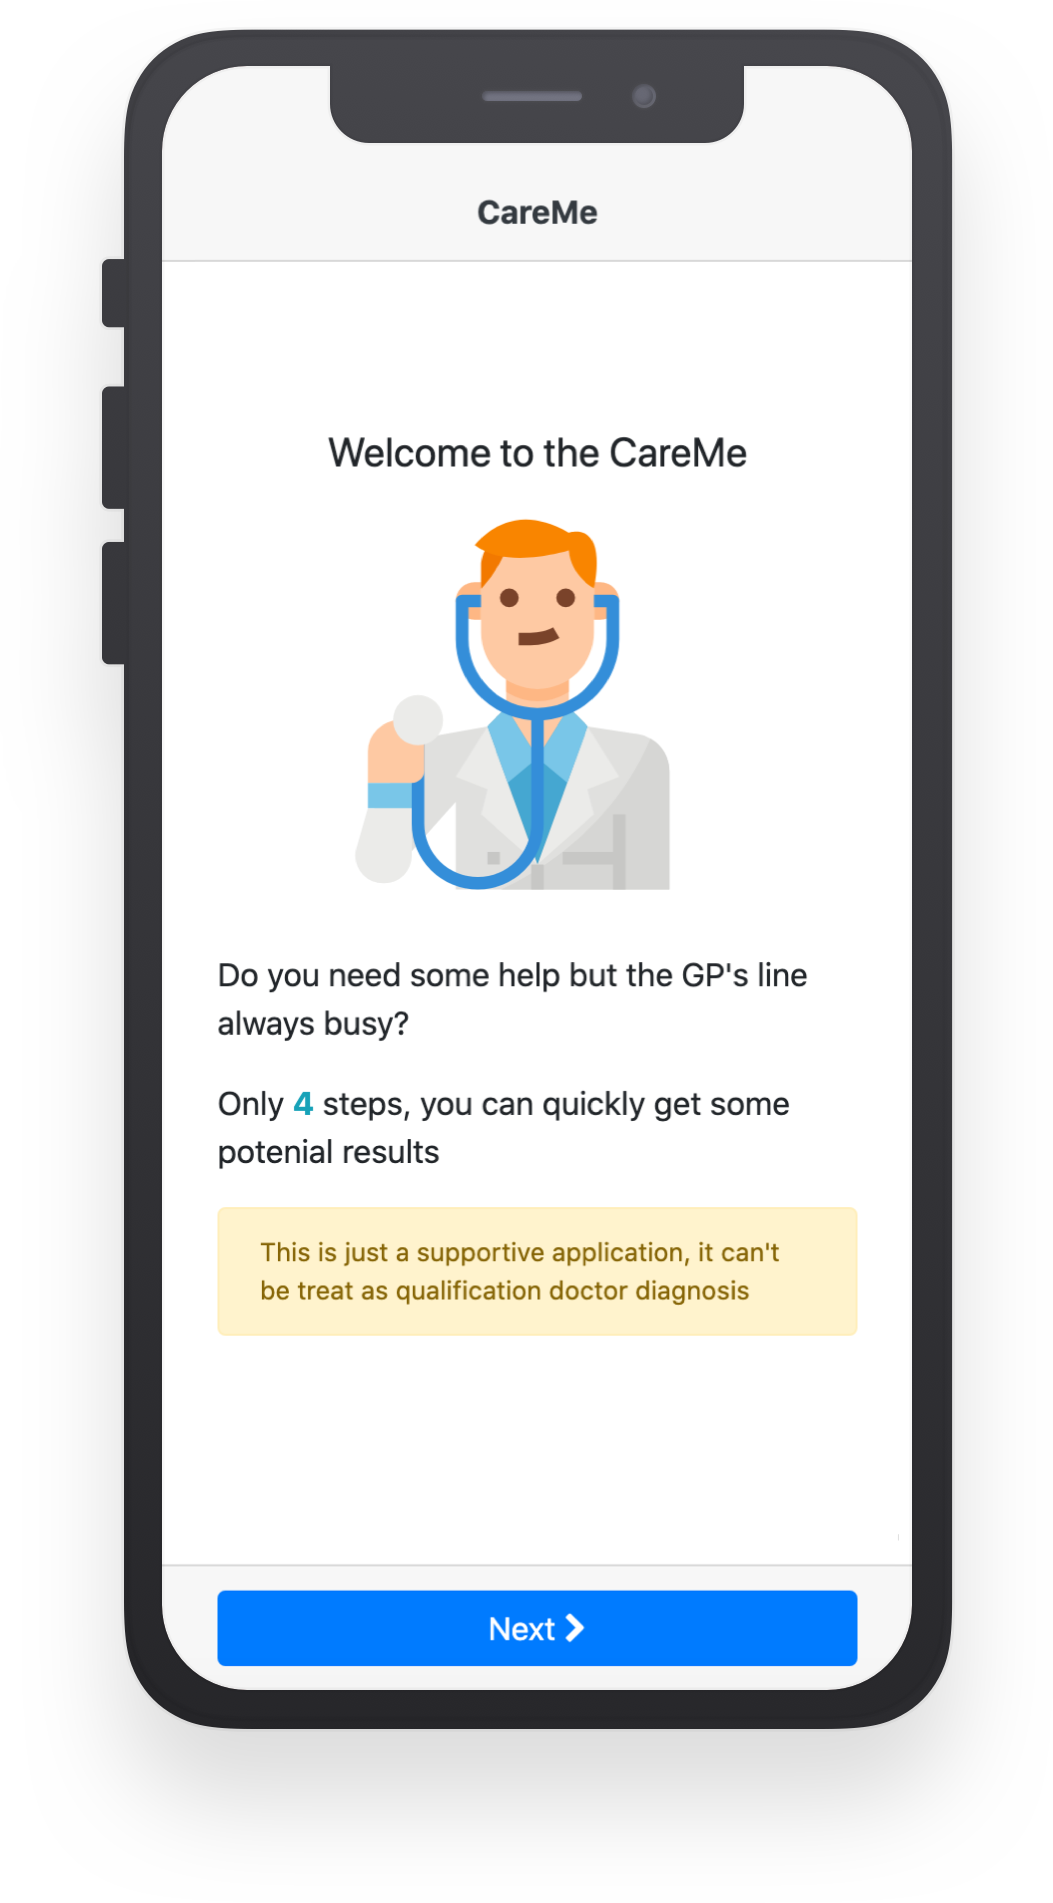 CareMe
Welcome to the CareMe
Do you need some help but the GP's line
always busy?
Only 4 steps, you can quickly get some
potenial results
This is just a supportive application, it can't
be treat as qualification doctor diagnosis
Next